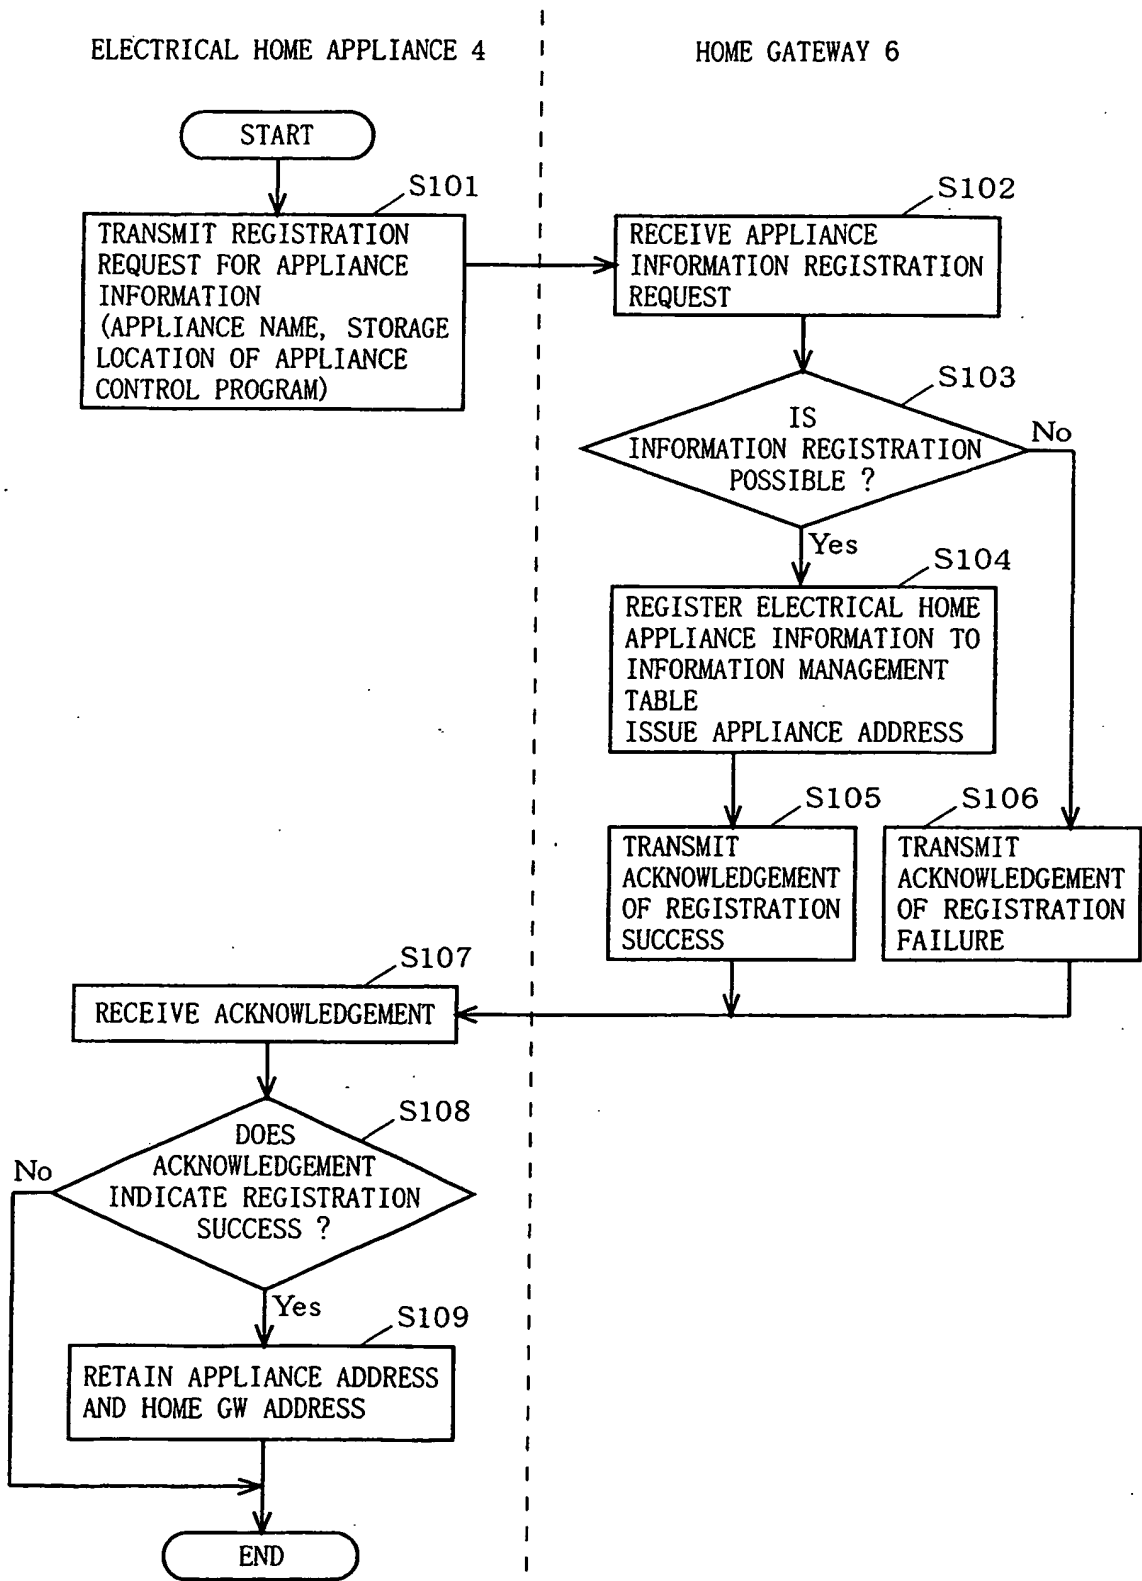 ELECTRICAL HOME APPLIANCE 4
HOME GATEWAY 6
START
S101
TRANSMIT REGISTRATION
REQUEST FOR APPLIANCE
INFORMATION
(APPLIANCE NAME, STORAGE
LOCATION OF APPLIANCE
CONTROL PROGRAM)
S102
RECEIVE APPLIANCE
INFORMATION REGISTRATION
REQUEST
S103
IS
INFORMATION REGISTRATION
POSSIBLE ?
No
Yes
S104
REGISTER ELECTRICAL HOME
APPLIANCE INFORMATION TO
INFORMATION MANAGEMENT
TABLE
ISSUE APPLIANCE ADDRESS
S105
TRANSMIT
ACKNOWLEDGEMENT
OF REGISTRATION
SUCCESS
S106
TRANSMIT
ACKNOWLEDGEMENT
OF REGISTRATION
FAILURE
S107
RECEIVE ACKNOWLEDGEMENT
S108
DOES
ACKNOWLEDGEMENT
INDICATE REGISTRATION
SUCCESS ?
No
Yes
S109
RETAIN APPLIANCE ADDRESS
AND HOME GW ADDRESS
END